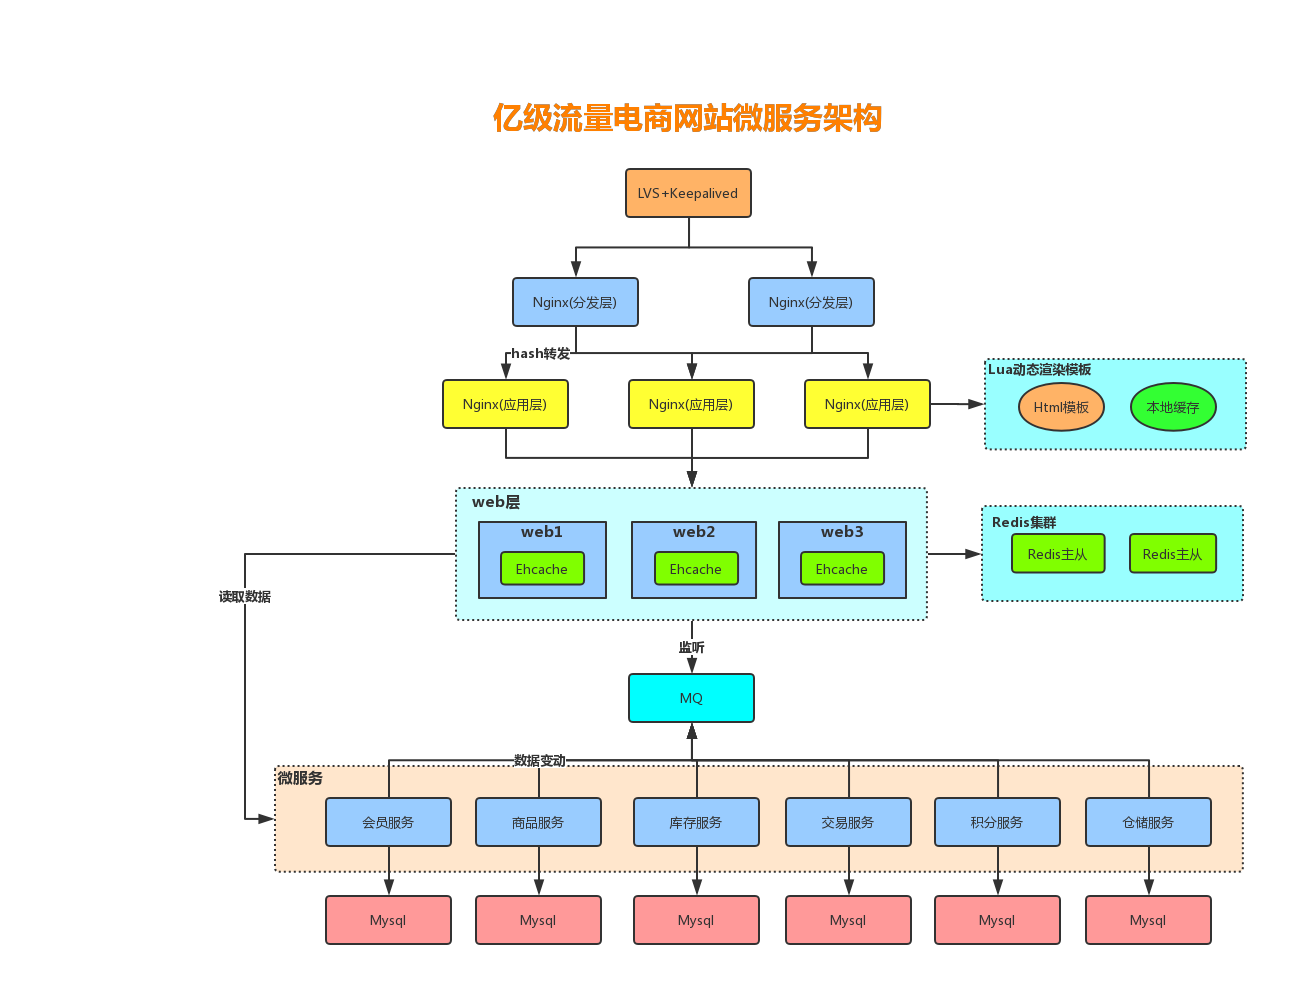 亿级流量电商网站微服务架构
LVS+Keepalived
Nginx(分发层)
Nginx(分发层)
hash转发
Nginx(应用层)
Nginx(应用层)
Nginx(应用层)
Lua动态渲染模板
Html模板
本地缓存
web层
web1
web2
web3
Ehcache
Ehcache
Ehcache
Redis集群
Redis主从
Redis主从
读取数据
监听
MQ
数据变动
微服务
会员服务
商品服务
库存服务
交易服务
积分服务
仓储服务
Mysql
Mysql
Mysql
Mysql
Mysql
Mysql